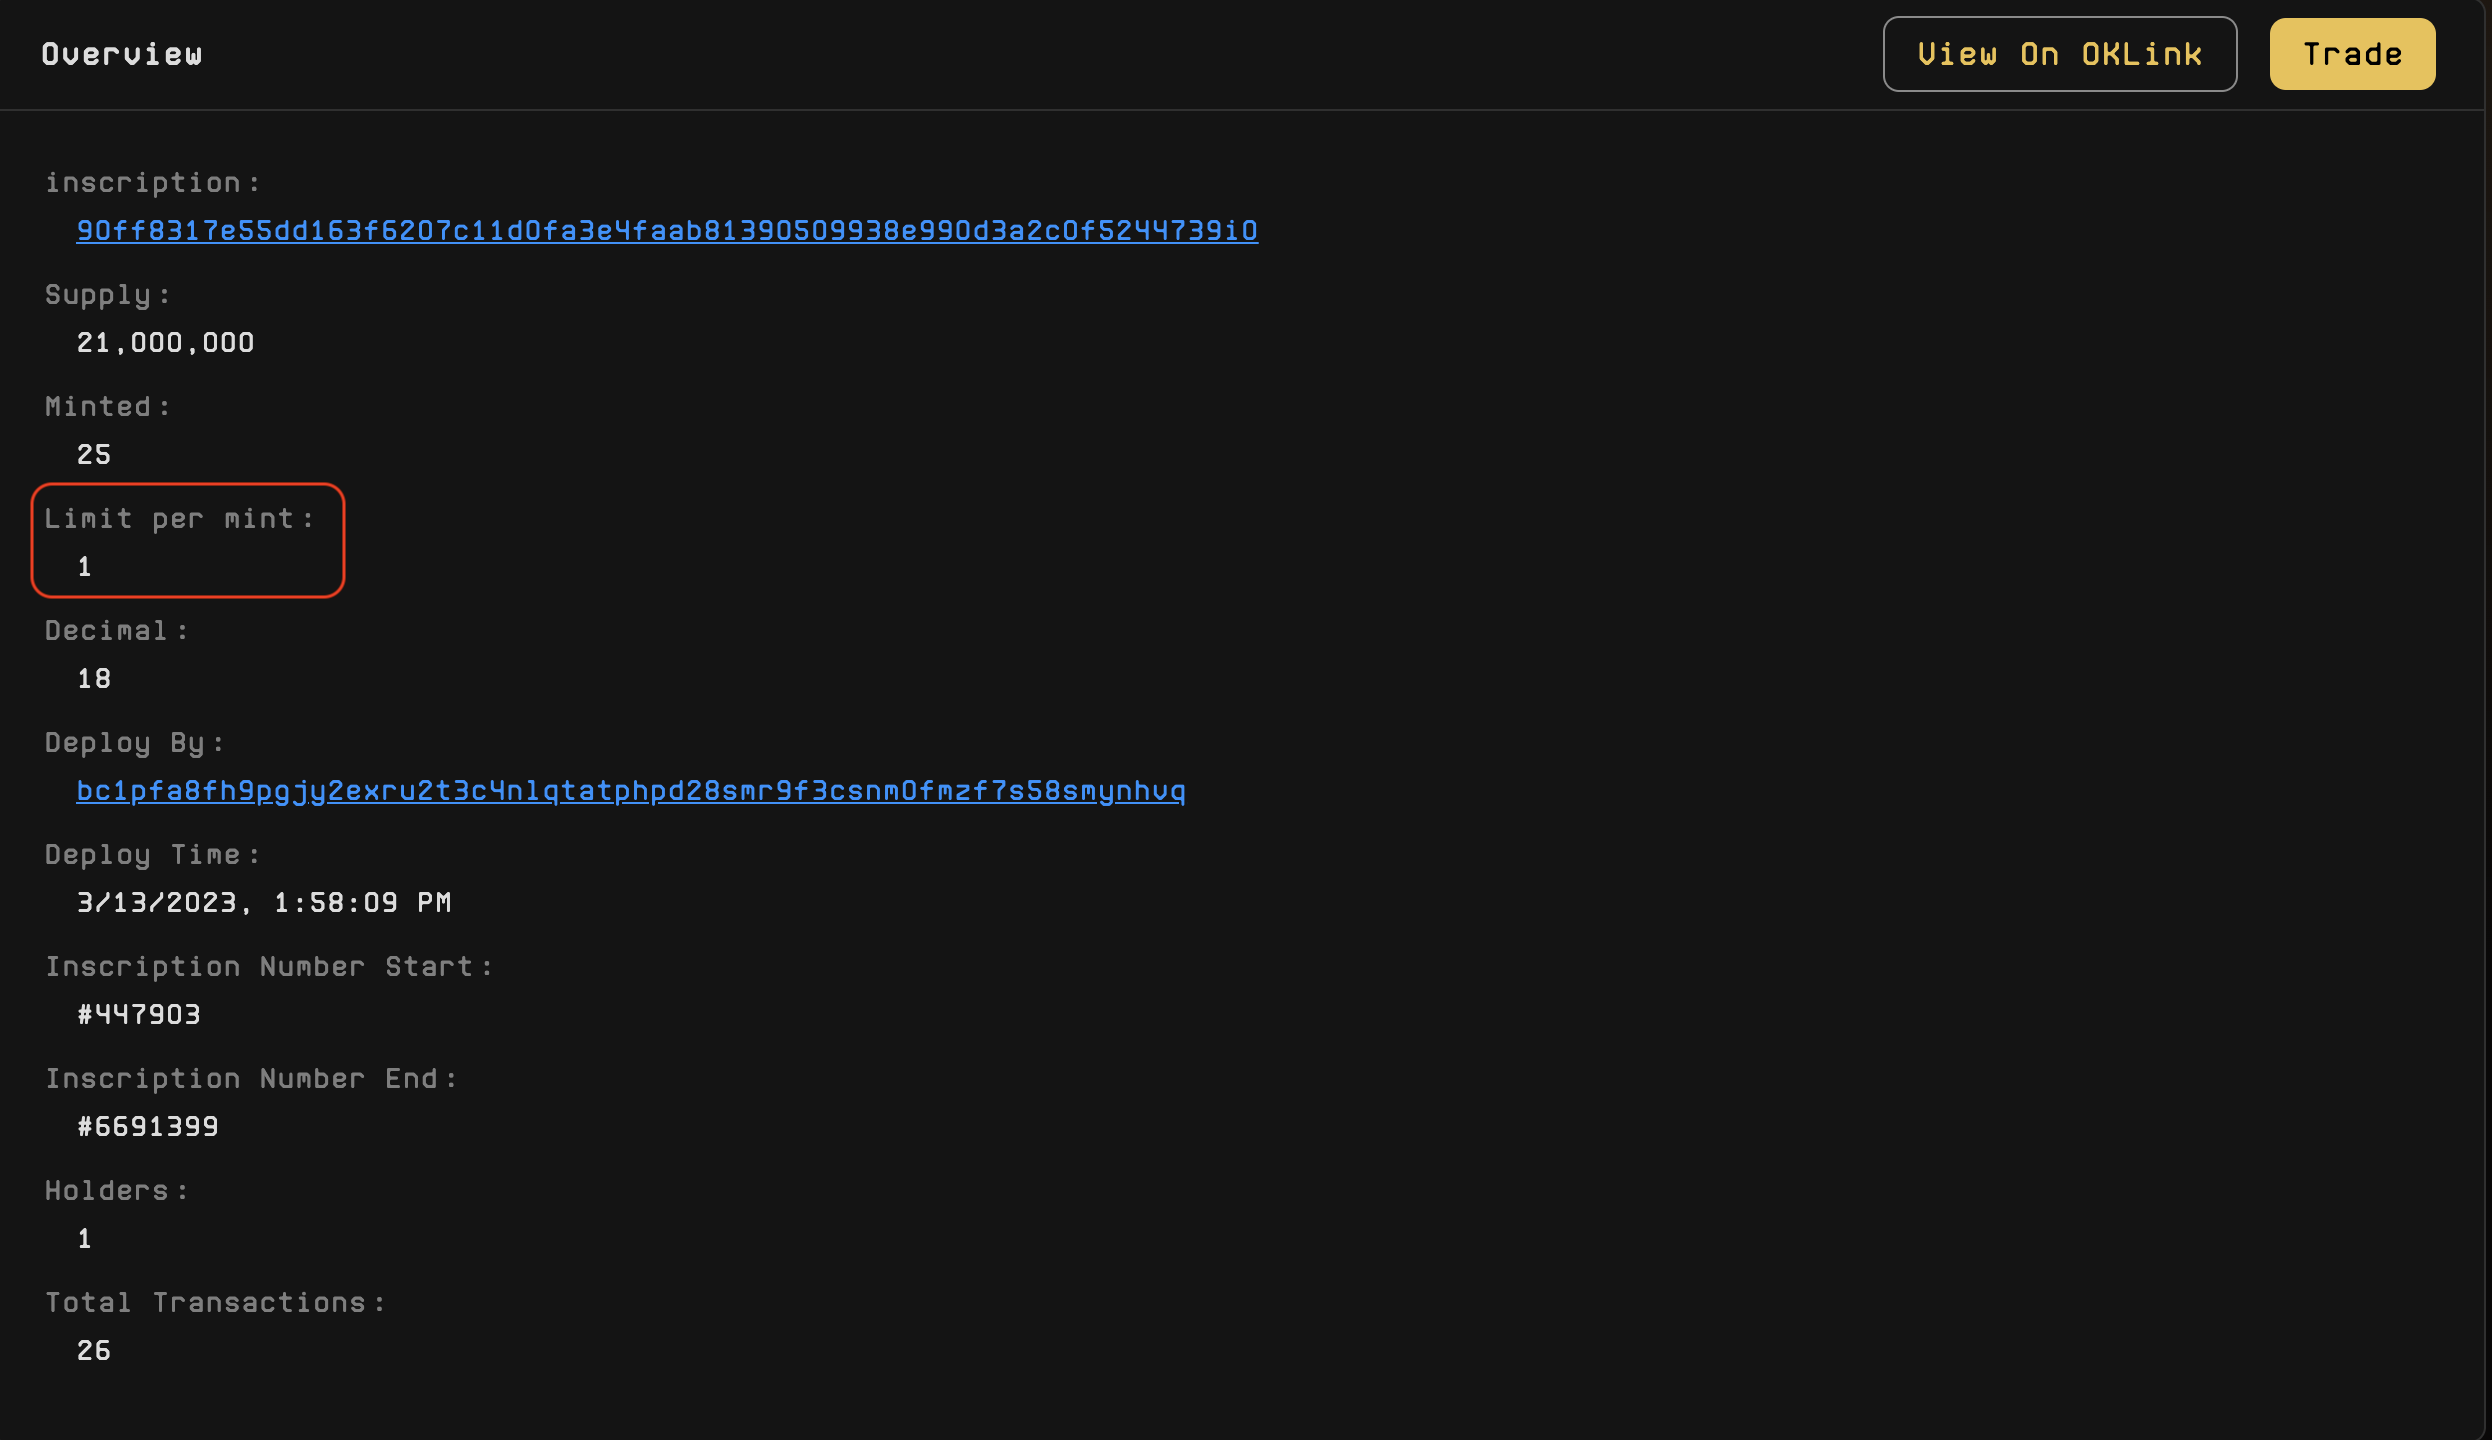 Overview
View On OKLink
Trade
inscription:
90ff8317e55dd163f6207c11d0fa3e4faab81390509938e990d3a2c0f5244739i0
Supply:
21,000,000
Minted:
25
Limit per mint:
1
Decimal:
18
Deploy By:
bc1pfa8fh9pgjy2exru2t3c4nlqtatphpd28smr9f3csnm0fmzf7s58smynhvq
Deploy Time:
3/13/2023, 1:58:09 PM
Inscription Number Start:
#447903
Inscription Number End:
#6691399
Holders:
1
Total Transactions:
26